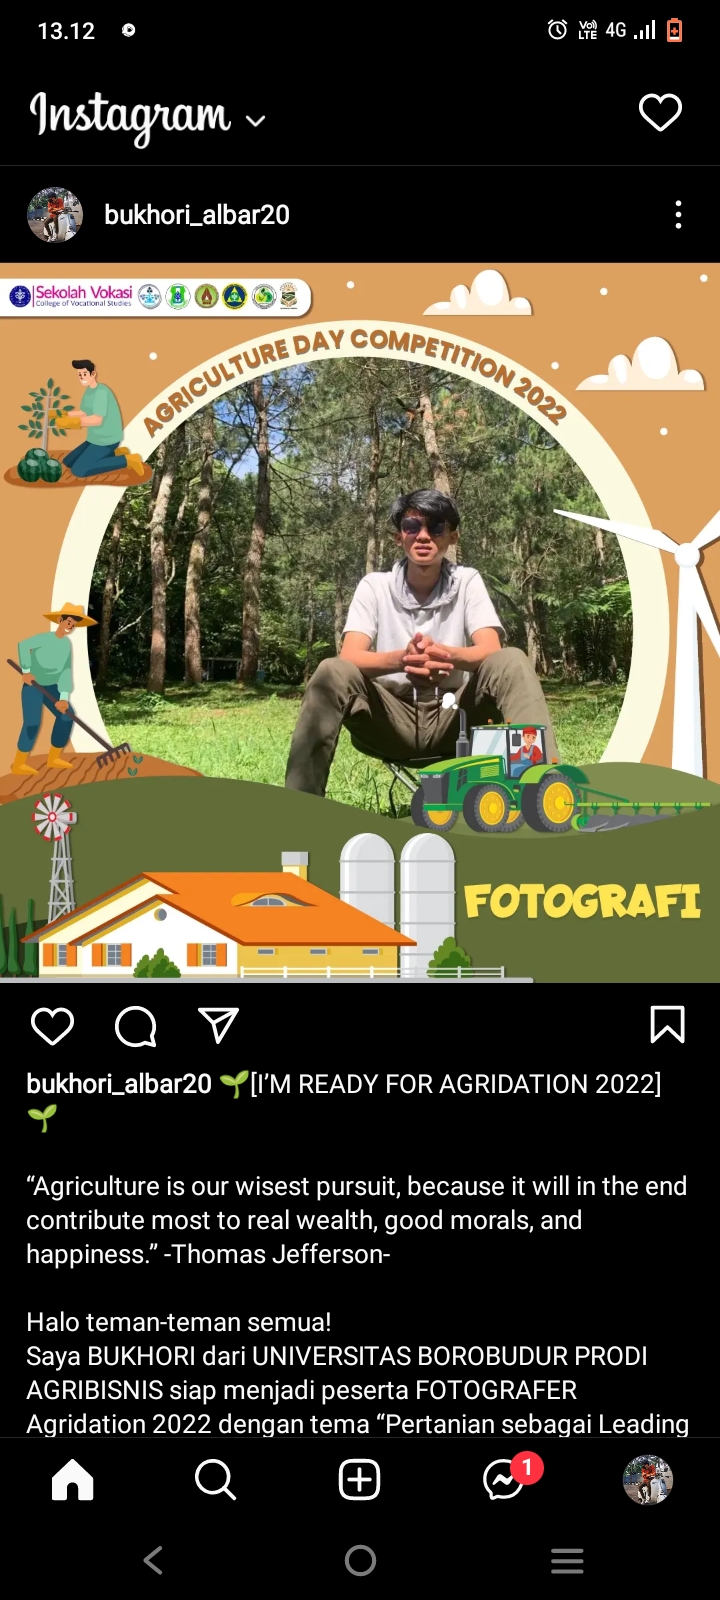 13.12
Vo)
LTE
4G
Instagram
bukhori_albar20
Sekolah Vokasi
College of Vocational Studies
AGRICULTURE DAY COMPETITION 2022
FOTOGRAFI
bukhori_albar20 🌱[I'M READY FOR AGRIDATION 2022]
🌱
“Agriculture is our wisest pursuit, because it will in the end
contribute most to real wealth, good morals, and
happiness.” -Thomas Jefferson-
Halo teman-teman semua!
Saya BUKHORI dari UNIVERSITAS BOROBUDUR PRODI
AGRIBISNIS siap menjadi peserta FOTOGRAFER
Agridation 2022 dengan tema “Pertanian sebagai Leading
1